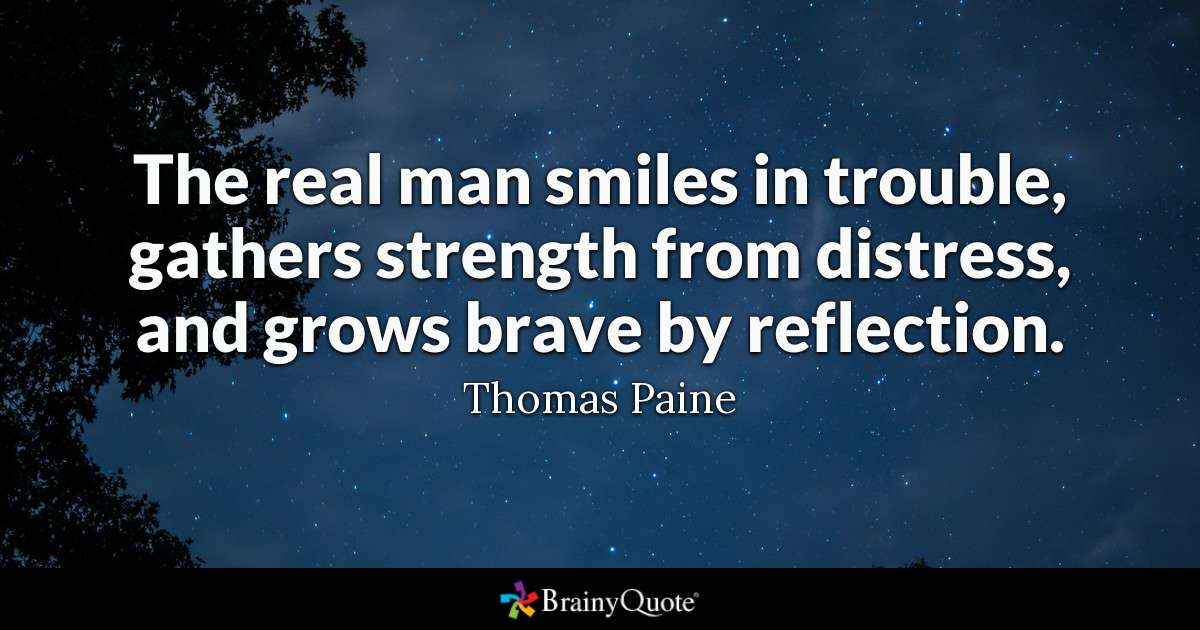 The real man smiles in trouble,
gathers strength from distress,
and grows brave by reflection.
Thomas Paine
BrainyQuote®